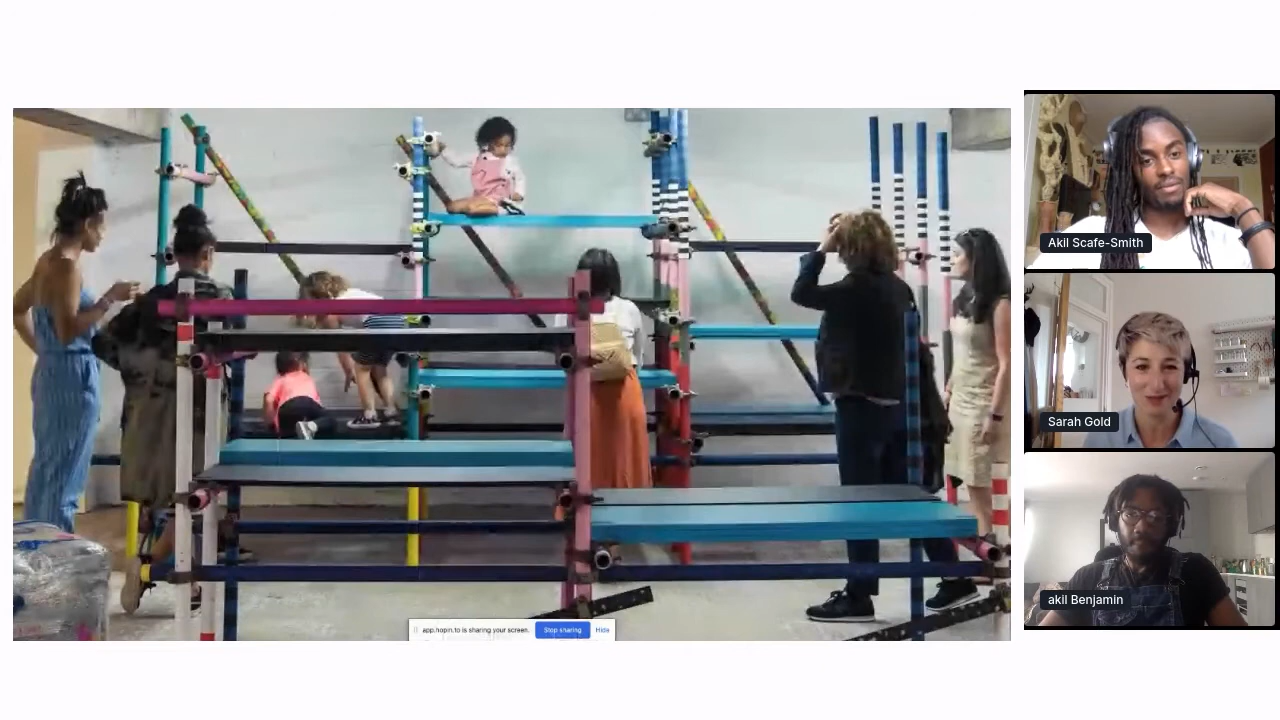 Akil Scafe-Smith
Sarah Gold
akil Benjamin
app.hopin.to is sharing your screen. Stop sharing Hide